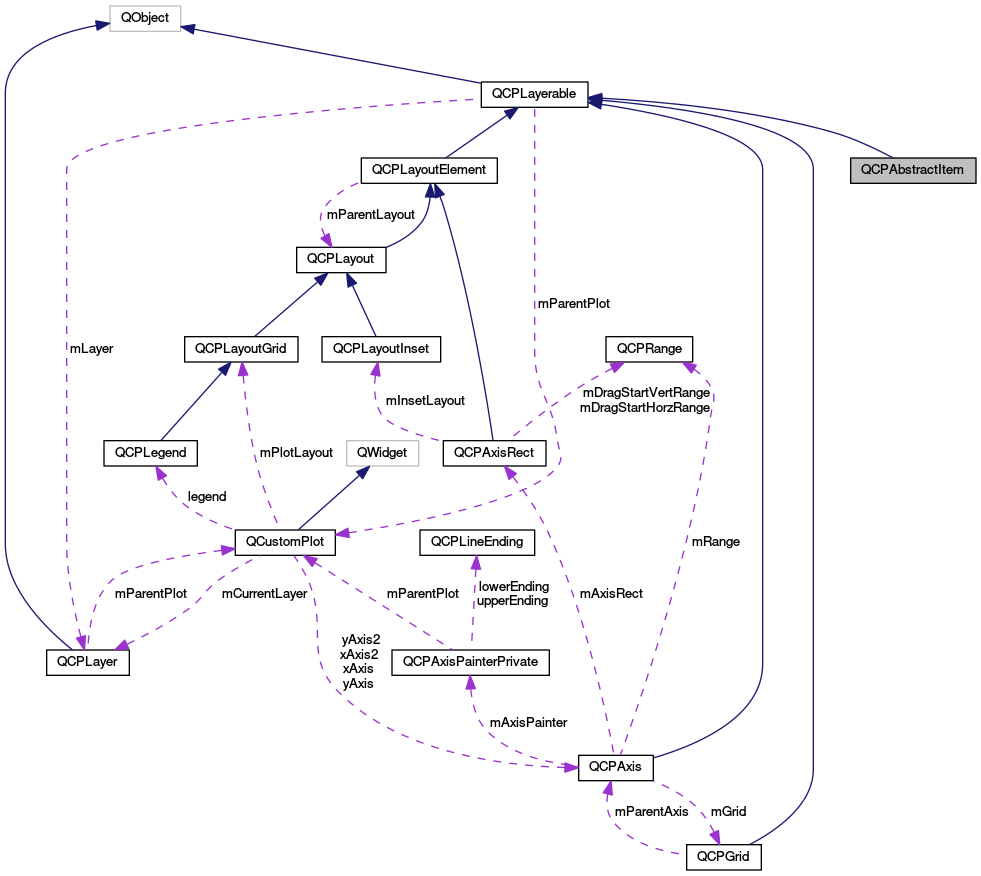 QObject
QCPLayerable
QCPLayoutElement
QCPAbstractItem
mParentLayout
QCPLayout
mParentPlot
mLayer
QCPLayoutGrid
QCPLayoutInset
QCPRange
mInsetLayout
mDragStartVertRange
mDragStartHorzRange
QCPLegend
mPlotLayout
QWidget
QCPAxisRect
legend
QCustomPlot
QCPLineEnding
mRange
mParentPlot
mCurrentLayer
mParentPlot
lowerEnding
upperEnding
mAxisRect
yAxis2
xAxis2
xAxis
yAxis
QCPLayer
QCPAxisPainterPrivate
mAxisPainter
QCPAxis
mParentAxis
mGrid
QCPGrid